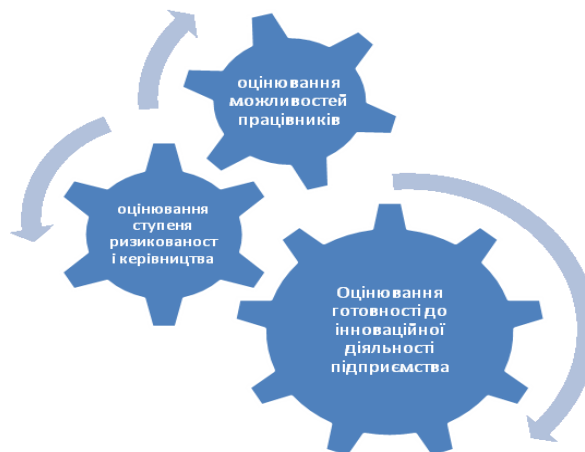 оцінювання
можливостей
працівників
оцінювання
ступеня
ризикованост
і керівництва
Оцінювання
готовності до
інноваційної
діяльності
підприємства